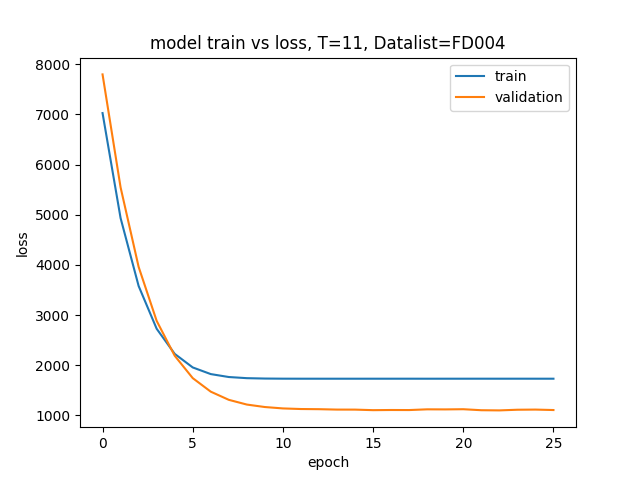 model train vs loss, T=11, Datalist=FD004
8000
7000
6000
5000
4000
3000
2000
1000
loss
train
validation
0 5 10 15 20 25
epoch